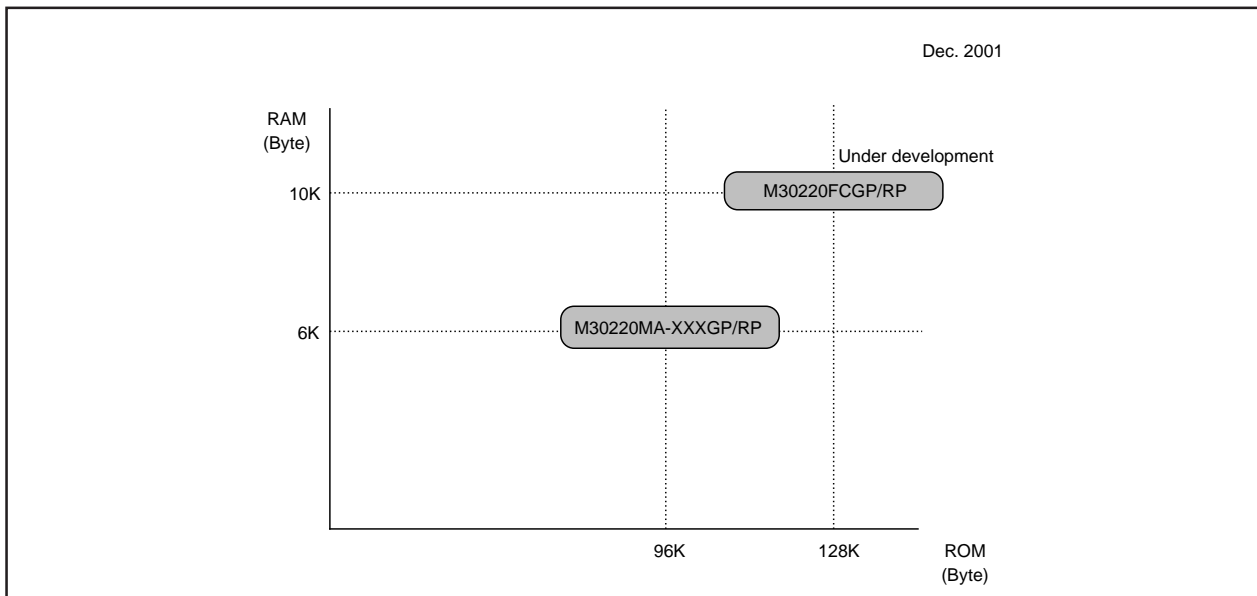 Dec. 2001
RAM
(Byte)
Under development
10K
M30220FCGP/RP
6K
M30220MA-XXXGP/RP
96K
128K
ROM
(Byte)